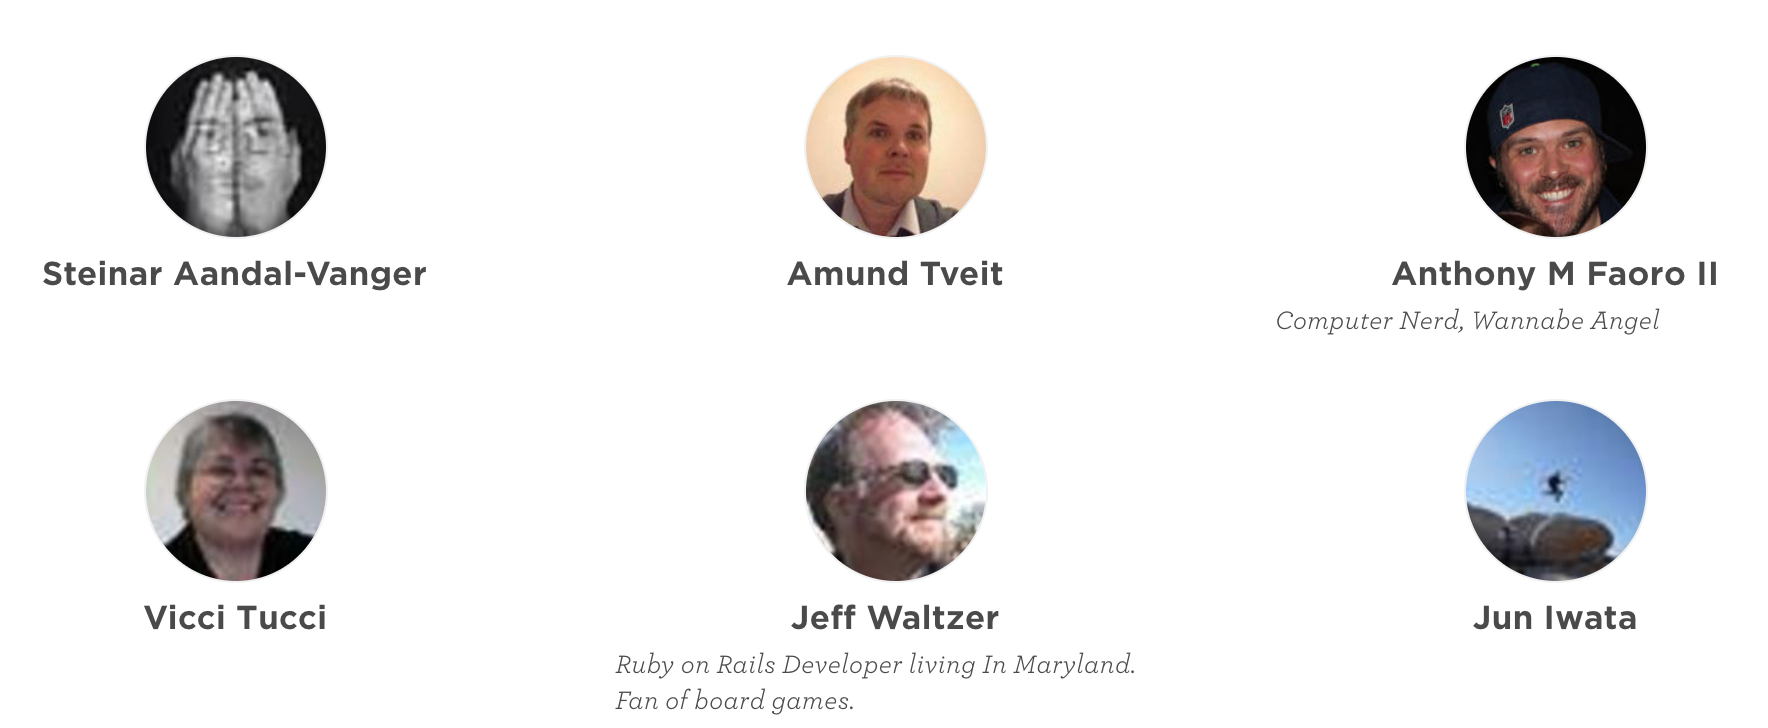 Steinar Aandal-Vanger
Amund Tveit
Anthony M Faoro II
Computer Nerd, Wannabe Angel
Vicci Tucci
Jeff Waltzer
Jun Iwata
Ruby on Rails Developer living In Maryland.
Fan of board games.